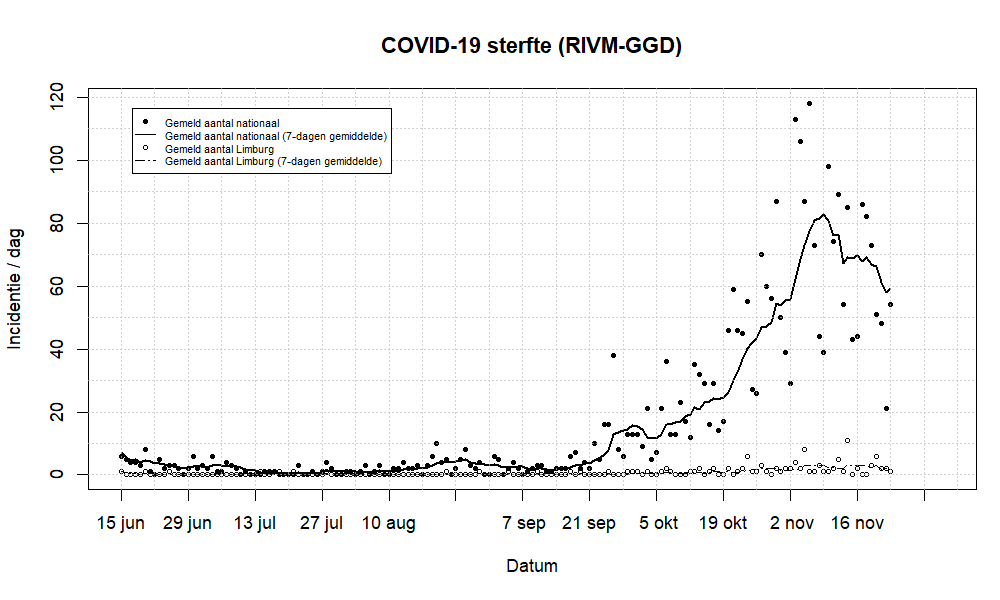 COVID-19 sterfte (RIVM-GGD)
120
100
80
60
40
20
0
Incidentie / dag
Gemeld aantal nationaal
Gemeld aantal nationaal (7-dagen gemiddelde)
Gemeld aantal Limburg
Gemeld aantal Limburg (7-dagen gemiddelde)
15 jun 29 jun 13 jul 27 jul 10 aug 7 sep 21 sep 5 okt 19 okt 2 nov 16 nov
Datum